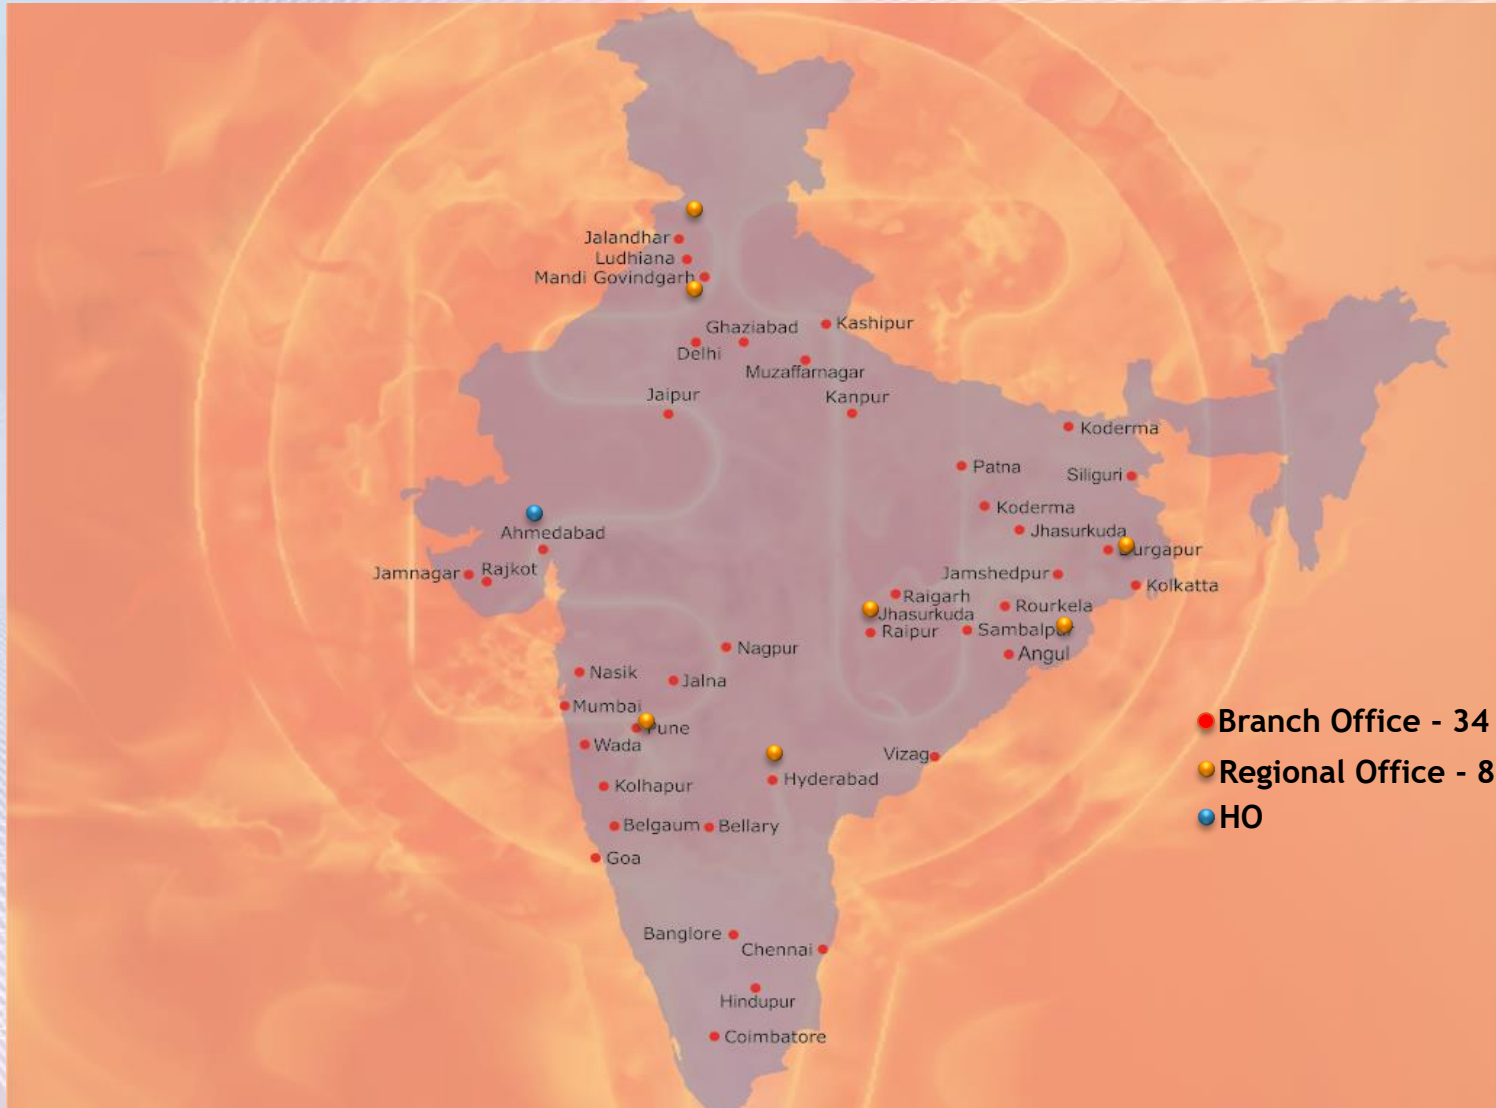 Jalandhar
Ludhiana
Mandi Govindgarh
Ghaziabad
Kashipur
Delhi
Muzaffarnagar
Jaipur
Kanpur
Koderma
Patna
Siliguri
Koderma
Jhasurkuda
Ahmedabad
Durgapur
Jamnagar
Rajkot
Jamshedpur
Kolkatta
Raigarh
Rourkela
Jhasurkuda
Raipur
Sambalpur
Angul
Nagpur
Nasik
Jalna
Mumbai
Pune
Wada
Vizag
Hyderabad
Kolhapur
Belgaum
Bellary
Goa
Banglore
Chennai
Hindupur
Coimbatore
Branch Office - 34
Regional Office - 8
HO